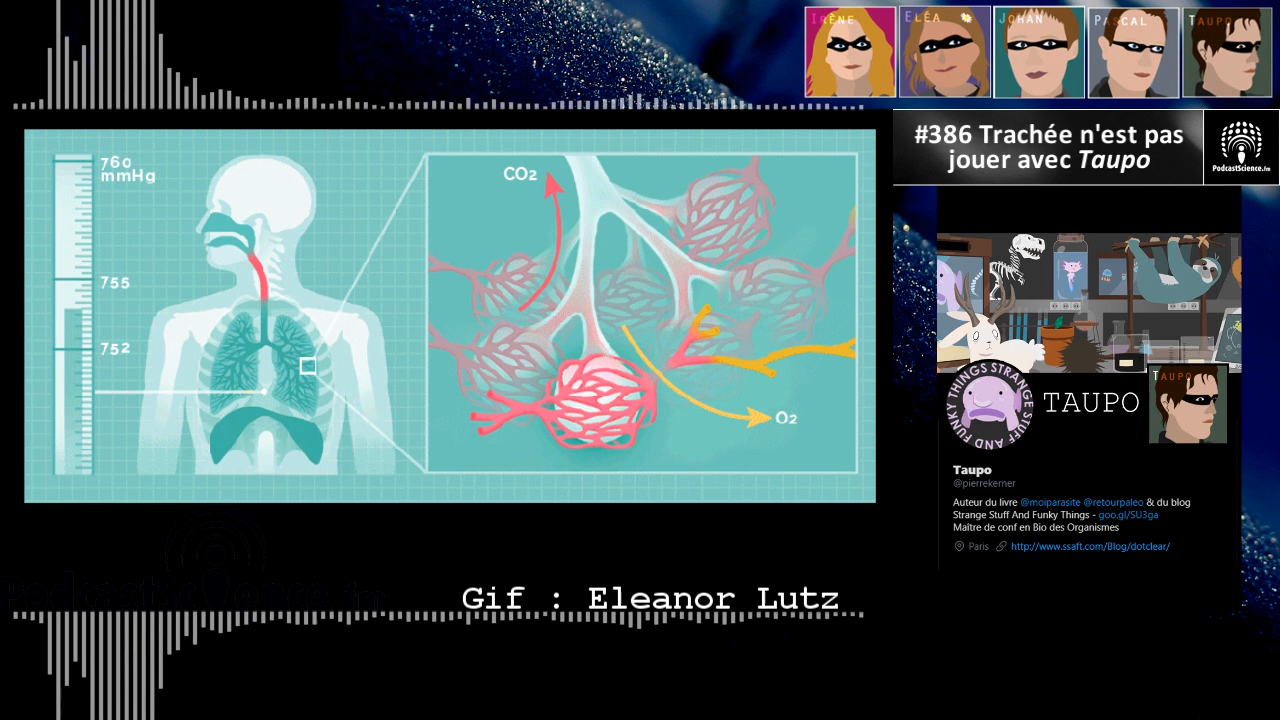 IRÈNE
ELÉA
JOHAN
PASCAL
TAUPO
#386 Trachée n'est pas
jouer avec Taupo
PodcastScience.fm
760
mmHg
755
752
CO2
O2
STRANGE STUFF AND FUNKY THINGS
TAUPO
TAUPO
Taupo
@pierrekerner
Auteur du livre @moiparasite @retourpaleo & du blog
Strange Stuff And Funky Things - goo.gl/SU3ga
Maître de conf en Bio des Organismes
Paris http://www.ssaft.com/Blog/dotclear/
PodcastScience.fm
Gif : Eleanor Lutz